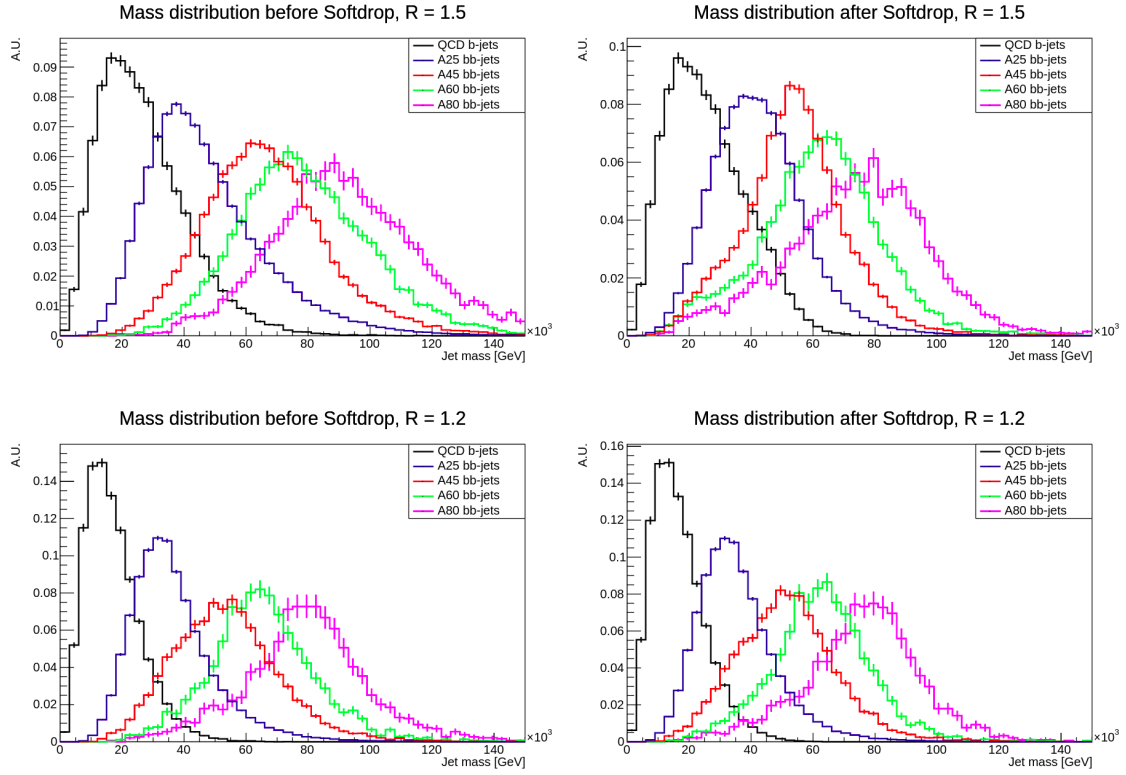 Mass distribution before Softdrop, R = 1.5
A.U.
QCD b-jets
A25 bb-jets
A45 bb-jets
A60 bb-jets
A80 bb-jets
0.09
0.08
0.07
0.06
0.05
0.04
0.03
0.02
0.01
0
0 20 40 60 80 100 120 140 ×10³
Jet mass [GeV]
Mass distribution after Softdrop, R = 1.5
A.U.
QCD b-jets
A25 bb-jets
A45 bb-jets
A60 bb-jets
A80 bb-jets
0.1
0.08
0.06
0.04
0.02
0
0 20 40 60 80 100 120 140 ×10³
Jet mass [GeV]
Mass distribution before Softdrop, R = 1.2
A.U.
QCD b-jets
A25 bb-jets
A45 bb-jets
A60 bb-jets
A80 bb-jets
0.14
0.12
0.1
0.08
0.06
0.04
0.02
0
0 20 40 60 80 100 120 140 ×10³
Jet mass [GeV]
Mass distribution after Softdrop, R = 1.2
A.U.
QCD b-jets
A25 bb-jets
A45 bb-jets
A60 bb-jets
A80 bb-jets
0.16
0.14
0.12
0.1
0.08
0.06
0.04
0.02
0
0 20 40 60 80 100 120 140 ×10³
Jet mass [GeV]